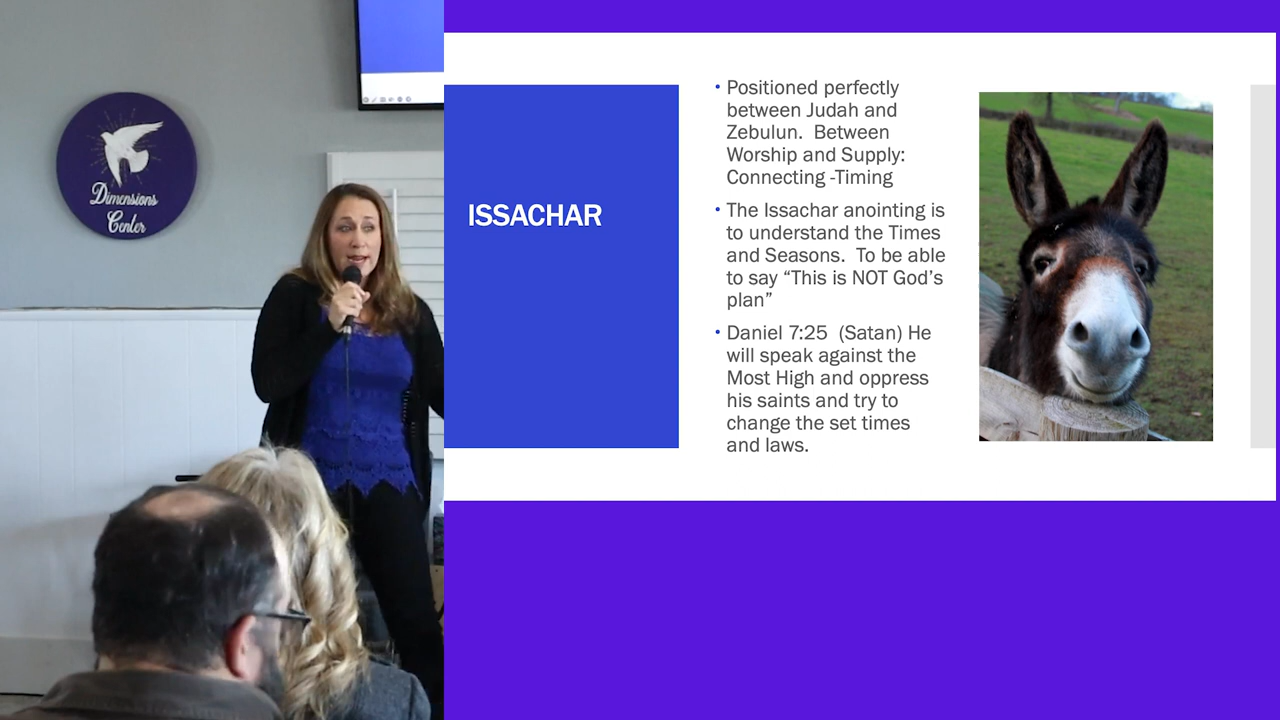 Dimensions
Center
ISSACHAR
• Positioned perfectly
between Judah and
Zebulun.  Between
Worship and Supply:
Connecting -Timing
• The Issachar anointing is
to understand the Times
and Seasons.  To be able
to say “This is NOT God’s
plan”
• Daniel 7:25  (Satan) He
will speak against the
Most High and oppress
his saints and try to
change the set times
and laws.